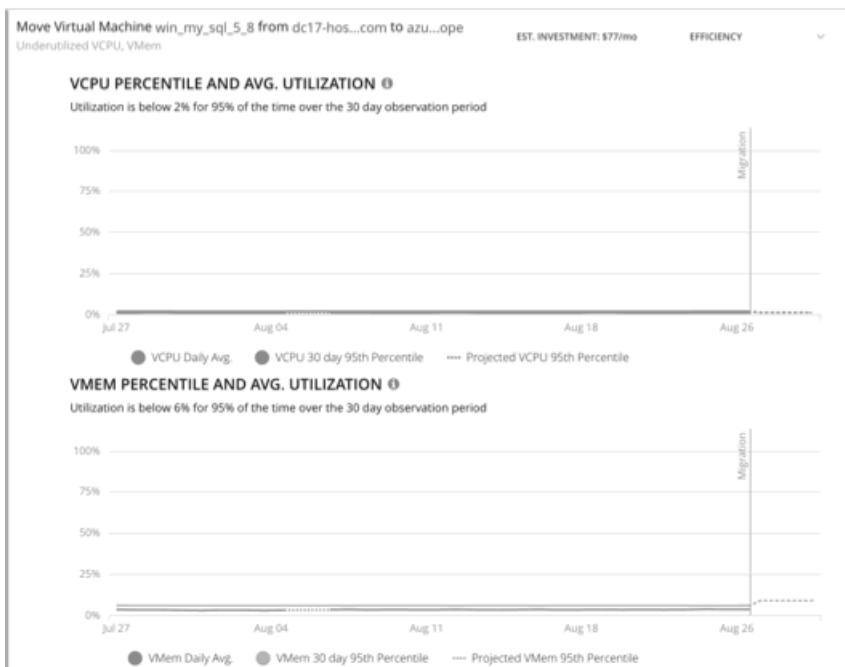 Move Virtual Machine win_my_sql_5_8 from dc17-hos...com to azu...ope
EST. INVESTMENT: $77/mo
EFFICIENCY
Underutilized VCPU, VMem
VCPU PERCENTILE AND AVG. UTILIZATION
Utilization is below 2% for 95% of the time over the 30 day observation period
100%
75%
50%
25%
0%
Migration
Jul 27
Aug 04
Aug 11
Aug 18
Aug 26
VCPU Daily Avg.
VCPU 30 day 95th Percentile
Projected VCPU 95th Percentile
VMEM PERCENTILE AND AVG. UTILIZATION
Utilization is below 6% for 95% of the time over the 30 day observation period
100%
75%
50%
25%
0%
Migration
Jul 27
Aug 04
Aug 11
Aug 18
Aug 26
VMem Daily Avg.
VMem 30 day 95th Percentile
Projected VMem 95th Percentile